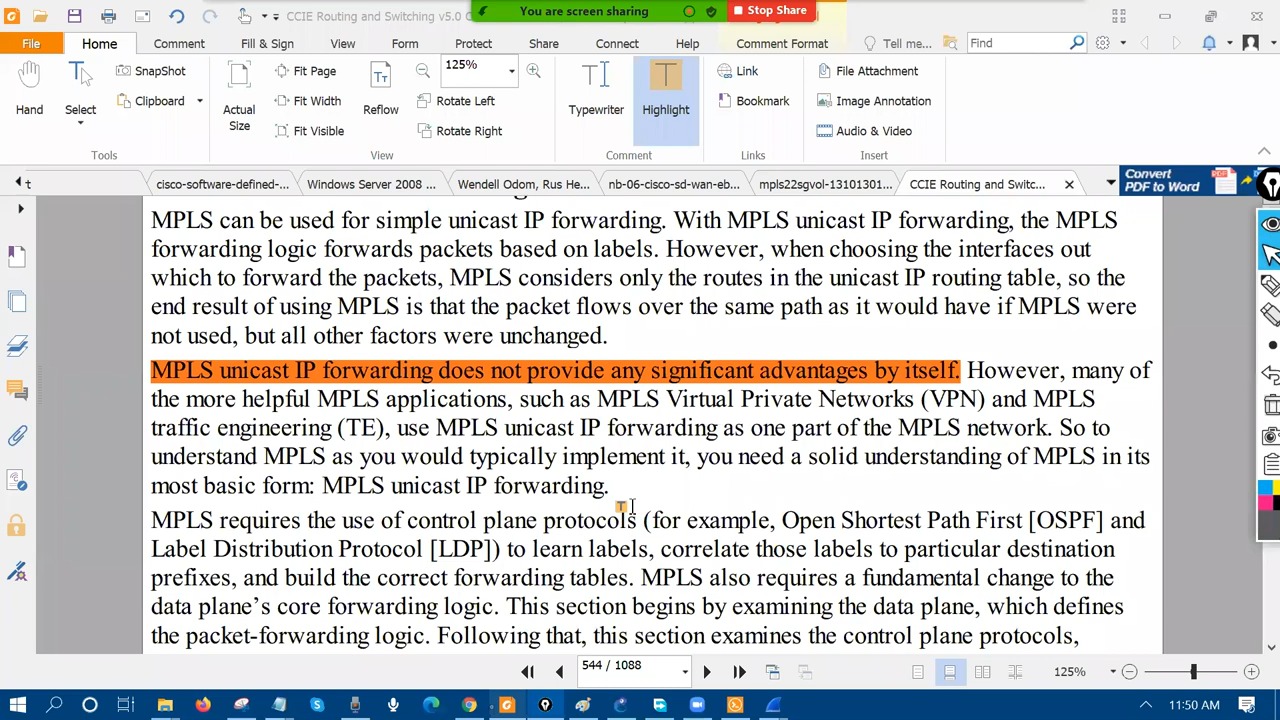 CCIE Routing and Switching v5.0 C
You are screen sharing
Stop Share
File
Home
Comment
Fill & Sign
View
Form
Protect
Share
Connect
Help
Comment Format
Tell me...
Find
Hand
Select
SnapShot
Clipboard
Actual
Size
Fit Page
Fit Width
Fit Visible
Reflow
125%
Rotate Left
Rotate Right
Typewriter
Highlight
Link
Bookmark
File Attachment
Image Annotation
Audio & Video
Tools
View
Comment
Links
Insert
t
cisco-software-defined-...
Windows Server 2008 ...
Wendell Odom, Rus He...
nb-06-cisco-sd-wan-eb...
mpls22sgvol-13101301...
CCIE Routing and Switc...
Convert
PDF to Word
MPLS can be used for simple unicast IP forwarding. With MPLS unicast IP forwarding, the MPLS
forwarding logic forwards packets based on labels. However, when choosing the interfaces out
which to forward the packets, MPLS considers only the routes in the unicast IP routing table, so the
end result of using MPLS is that the packet flows over the same path as it would have if MPLS were
not used, but all other factors were unchanged.
MPLS unicast IP forwarding does not provide any significant advantages by itself. However, many of
the more helpful MPLS applications, such as MPLS Virtual Private Networks (VPN) and MPLS
traffic engineering (TE), use MPLS unicast IP forwarding as one part of the MPLS network. So to
understand MPLS as you would typically implement it, you need a solid understanding of MPLS in its
most basic form: MPLS unicast IP forwarding.
MPLS requires the use of control plane protocols (for example, Open Shortest Path First [OSPF] and
Label Distribution Protocol [LDP]) to learn labels, correlate those labels to particular destination
prefixes, and build the correct forwarding tables. MPLS also requires a fundamental change to the
data plane’s core forwarding logic. This section begins by examining the data plane, which defines
the packet-forwarding logic. Following that, this section examines the control plane protocols,
544 / 1088
125%
11:50 AM